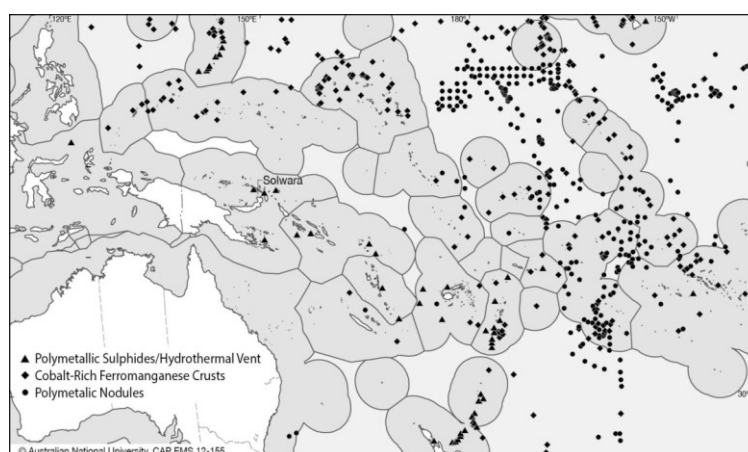 120°E 150°E 180° 150°W
Solwara
▲ Polymetallic Sulphides/Hydrothermal Vent
◆ Cobalt-Rich Ferromanganese Crusts
● Polymetalic Nodules
30°
© Australian National University, CAP EMS 12-155